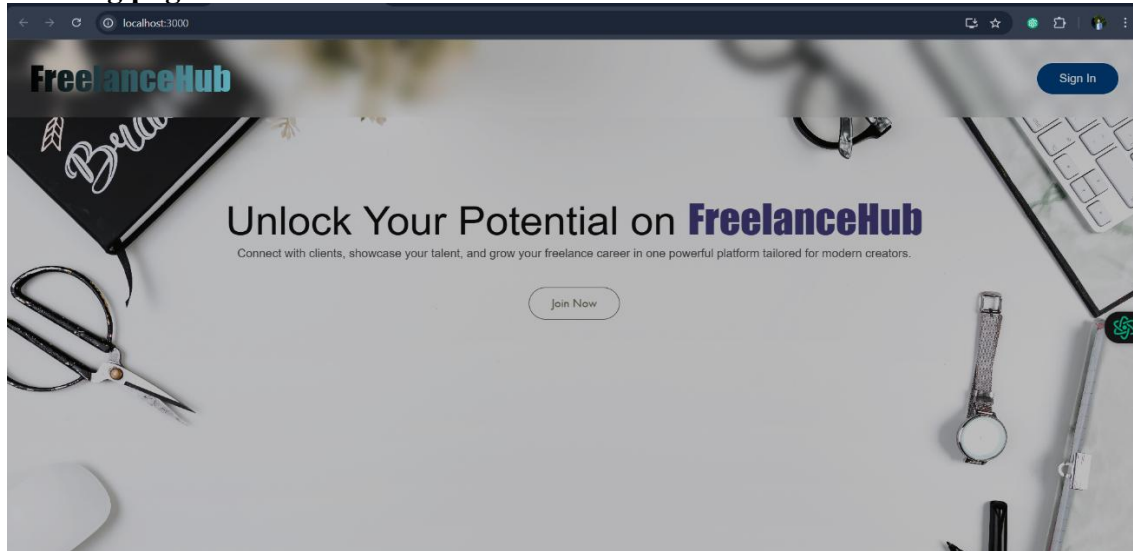 localhost:3000
FreelanceHub
Sign In
Unlock Your Potential on FreelanceHub
Connect with clients, showcase your talent, and grow your freelance career in one powerful platform tailored for modern creators.
Join Now